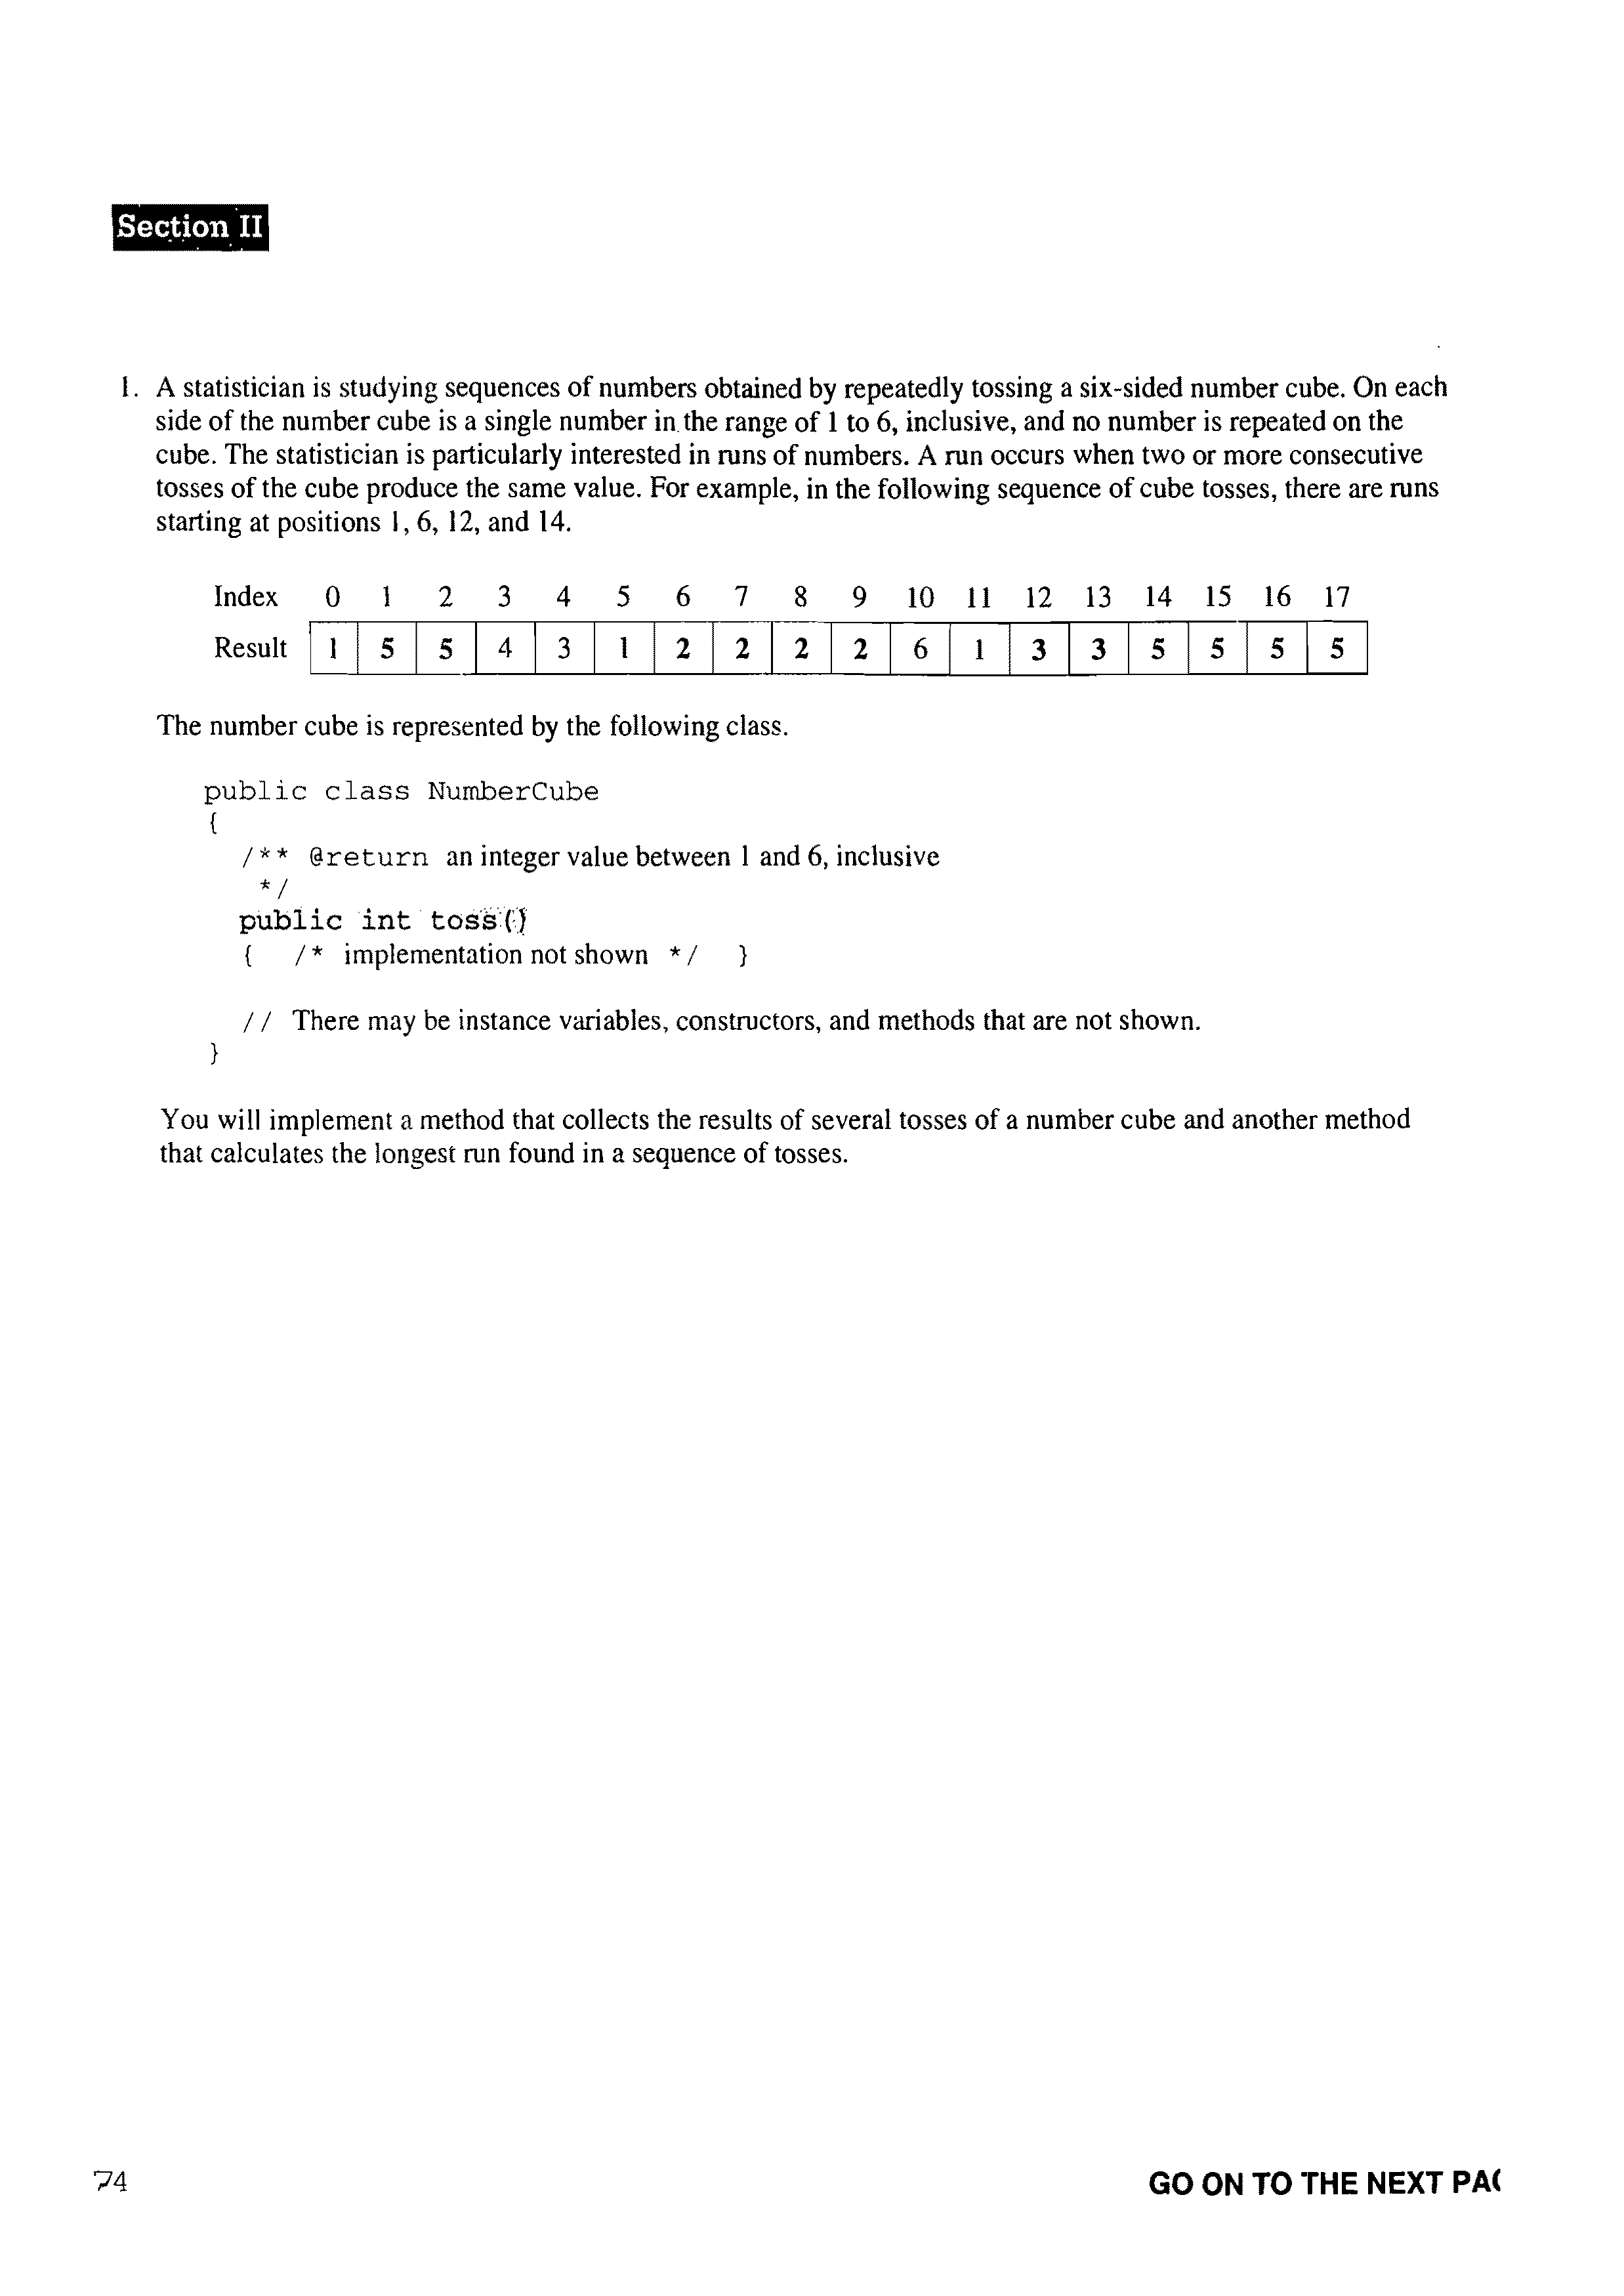 Section II
1. A statistician is studying sequences of numbers obtained by repeatedly tossing a six-sided number cube. On each
side of the number cube is a single number in the range of 1 to 6, inclusive, and no number is repeated on the
cube. The statistician is particularly interested in runs of numbers. A run occurs when two or more consecutive
tosses of the cube produce the same value. For example, in the following sequence of cube tosses, there are runs
starting at positions 1, 6, 12, and 14.
Index 0 1 2 3 4 5 6 7 8 9 10 11 12 13 14 15 16 17
Result 1 5 5 4 3 1 2 2 2 2 6 1 3 3 5 5 5 5
The number cube is represented by the following class.
public class NumberCube
{
/** @return an integer value between 1 and 6, inclusive
*/
public int toss()
{ /* implementation not shown */ }
// There may be instance variables, constructors, and methods that are not shown.
}
You will implement a method that collects the results of several tosses of a number cube and another method
that calculates the longest run found in a sequence of tosses.
74
GO ON TO THE NEXT PA